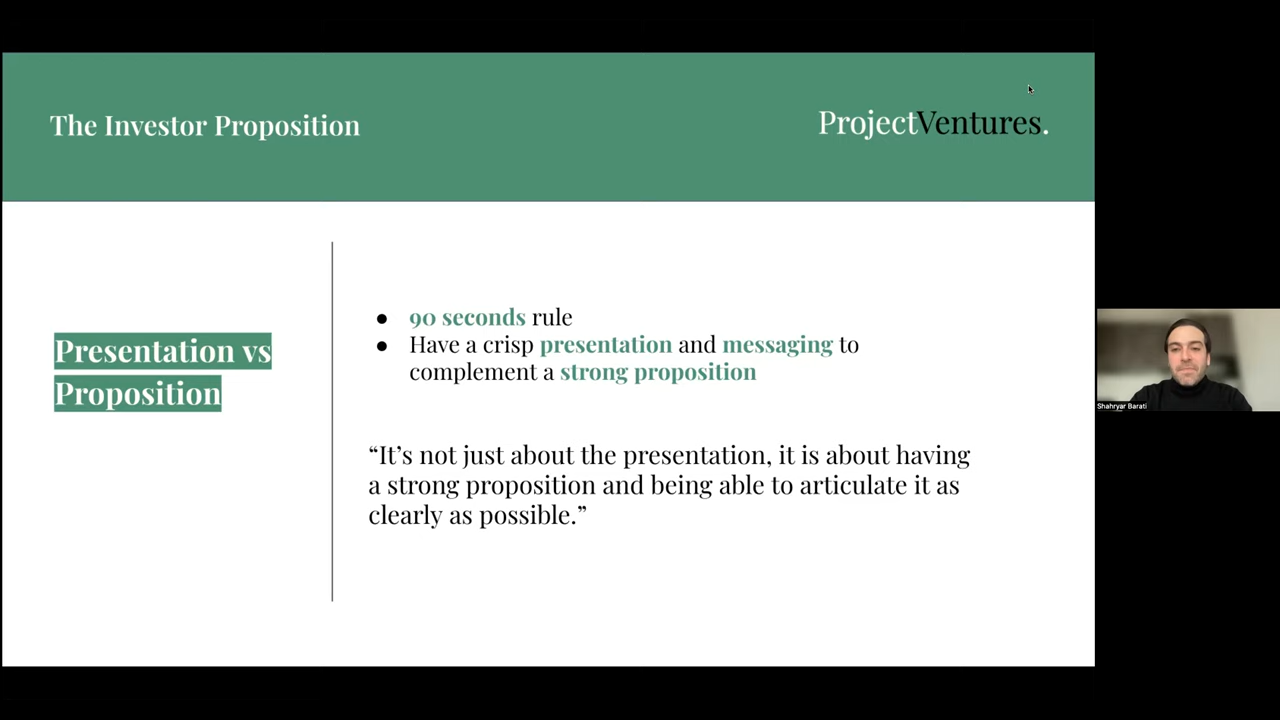 The Investor Proposition
ProjectVentures.
Presentation vs
Proposition
● 90 seconds rule
● Have a crisp presentation and messaging to
complement a strong proposition
“It’s not just about the presentation, it is about having
a strong proposition and being able to articulate it as
clearly as possible.”
Shahryar Barati